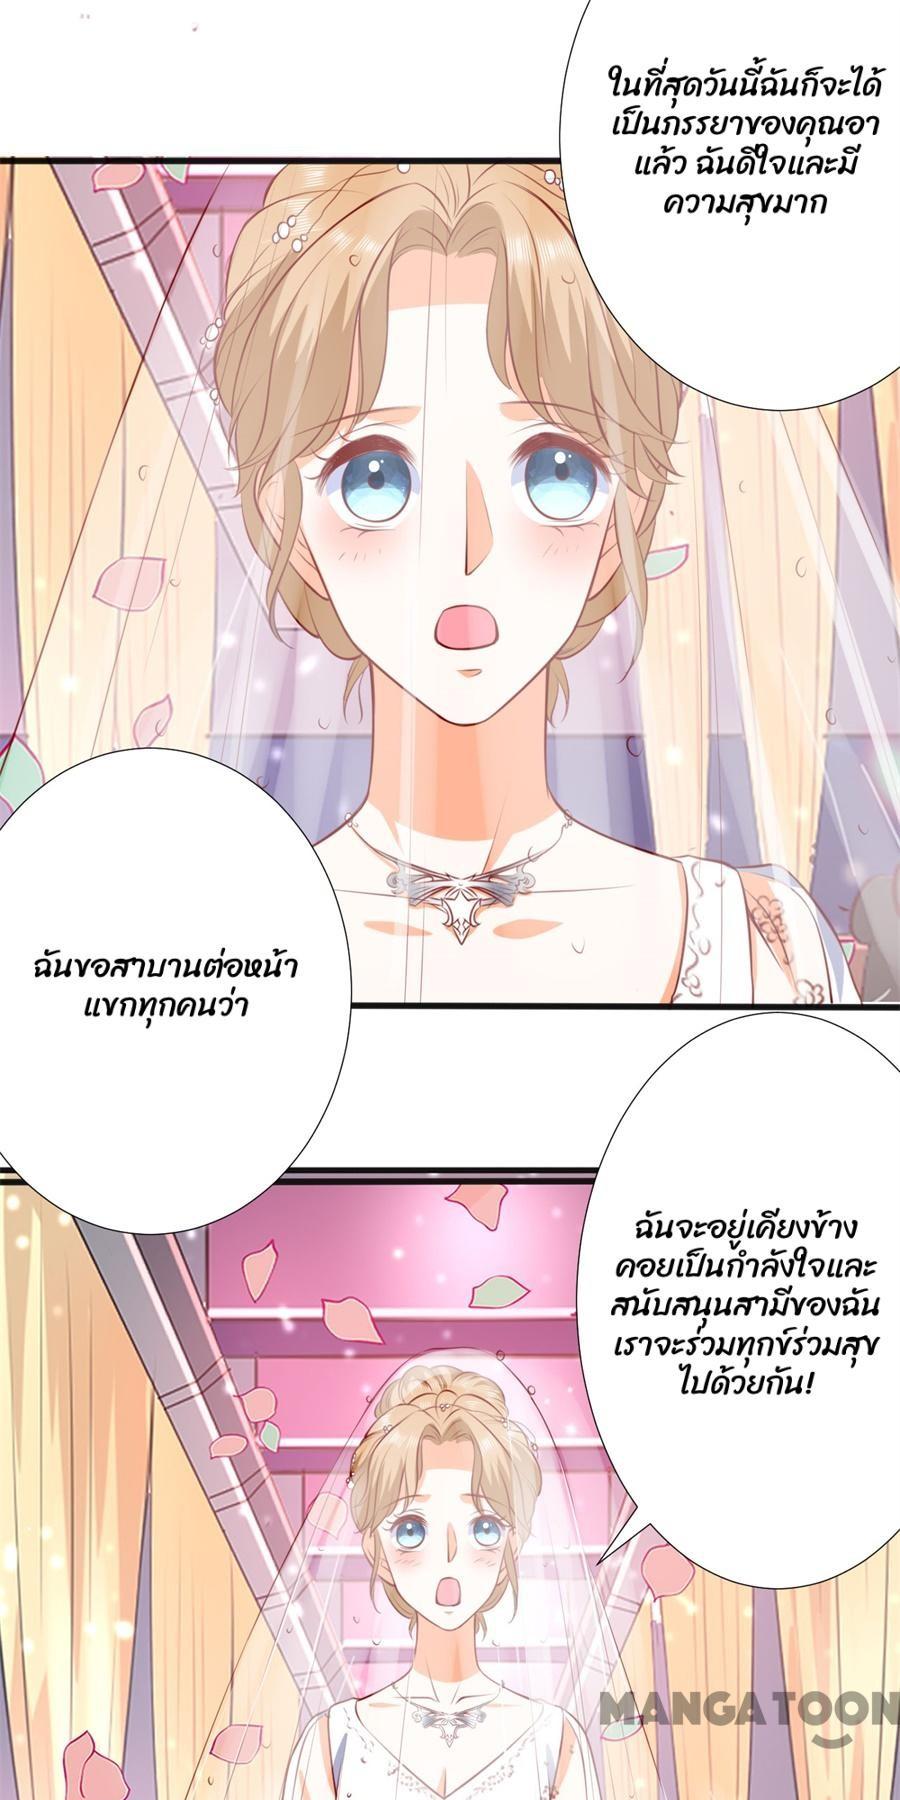 ในที่สุดวันนี้ฉันก็จะได้
เป็นภรรยาของคุณอา
แล้ว ฉันดีใจและมี
ความสุขมาก
ฉันขอสาบานต่อหน้า
แขกทุกคนว่า
ฉันจะอยู่เคียงข้าง
คอยเป็นกำลังใจและ
สนับสนุนสามีของฉัน
เราจะร่วมทุกข์ร่วมสุข
ไปด้วยกัน!
MANGATOON